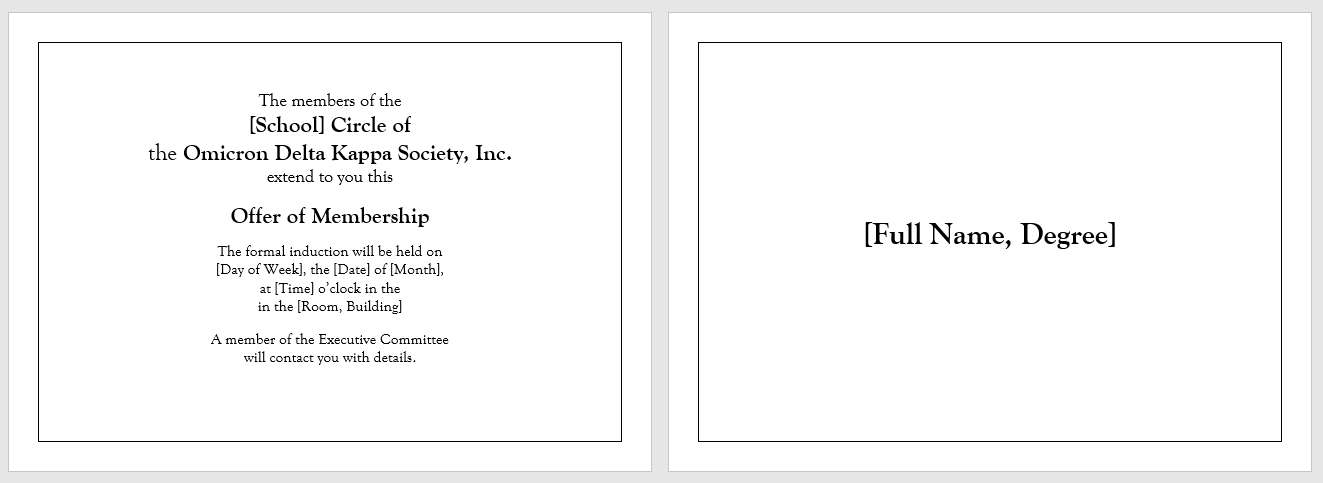 The members of the
[School] Circle of
the Omicron Delta Kappa Society, Inc.
extend to you this
Offer of Membership
The formal induction will be held on
[Day of Week], the [Date] of [Month],
at [Time] o’clock in the
in the [Room, Building]
A member of the Executive Committee
will contact you with details.
[Full Name, Degree]